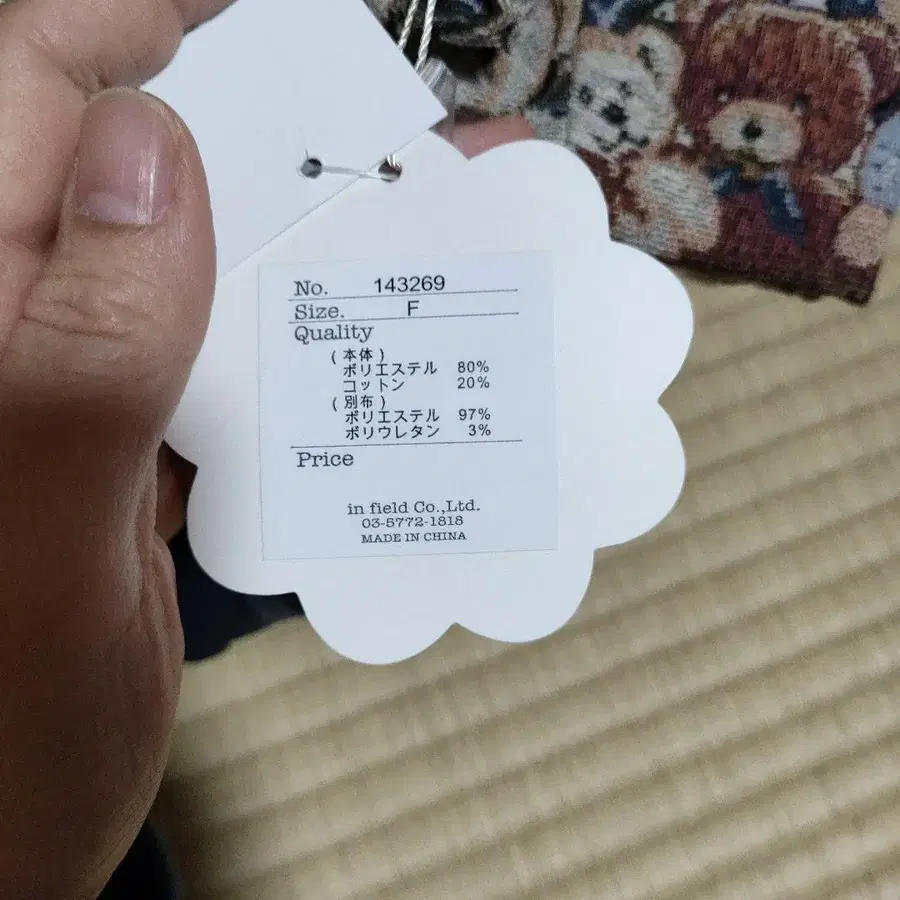 No. 143269
Size. F
Quality
(本体)
ポリエステル 80%
コットン 20%
(別布)
ポリエステル 97%
ポリウレタン 3%
Price
in field Co.,Ltd.
03-5772-1818
MADE IN CHINA